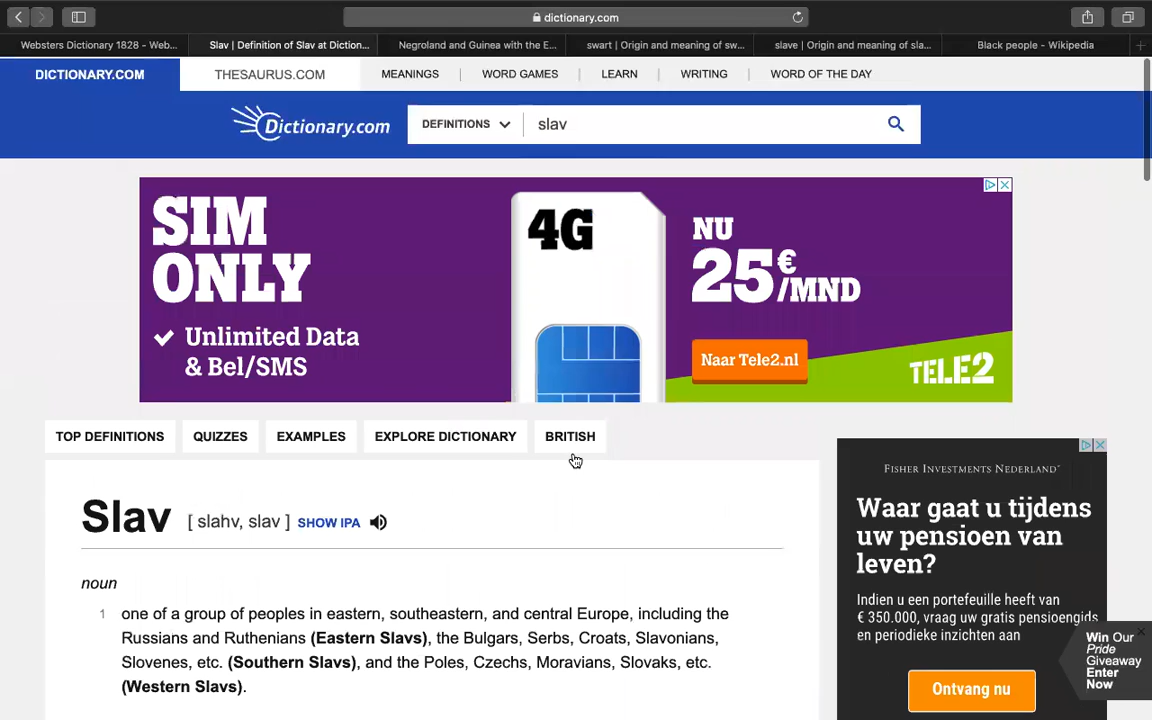 dictionary.com
Websters Dictionary 1828 - Web...
Slav | Definition of Slav at Diction...
Negroland and Guinea with the E...
swart | Origin and meaning of sw...
slave | Origin and meaning of sla...
Black people - Wikipedia
DICTIONARY.COM
THESAURUS.COM
MEANINGS
WORD GAMES
LEARN
WRITING
WORD OF THE DAY
Dictionary.com
DEFINITIONS
slav
SIM
ONLY
Unlimited Data
& Bel/SMS
4G
NU
25€
/MND
Naar Tele2.nl
TELE2
TOP DEFINITIONS
QUIZZES
EXAMPLES
EXPLORE DICTIONARY
BRITISH
Slav [ slahv, slav ] SHOW IPA
noun
1 one of a group of peoples in eastern, southeastern, and central Europe, including the
Russians and Ruthenians (Eastern Slavs), the Bulgars, Serbs, Croats, Slavonians,
Slovenes, etc. (Southern Slavs), and the Poles, Czechs, Moravians, Slovaks, etc.
(Western Slavs).
FISHER INVESTMENTS NEDERLAND™
Waar gaat u tijdens
uw pensioen van
leven?
Indien u een portefeuille heeft van
€ 350.000, vraag uw gratis pensioengids
en periodieke inzichten aan
Ontvang nu
Win Our
Pride
Giveaway
Enter
Now